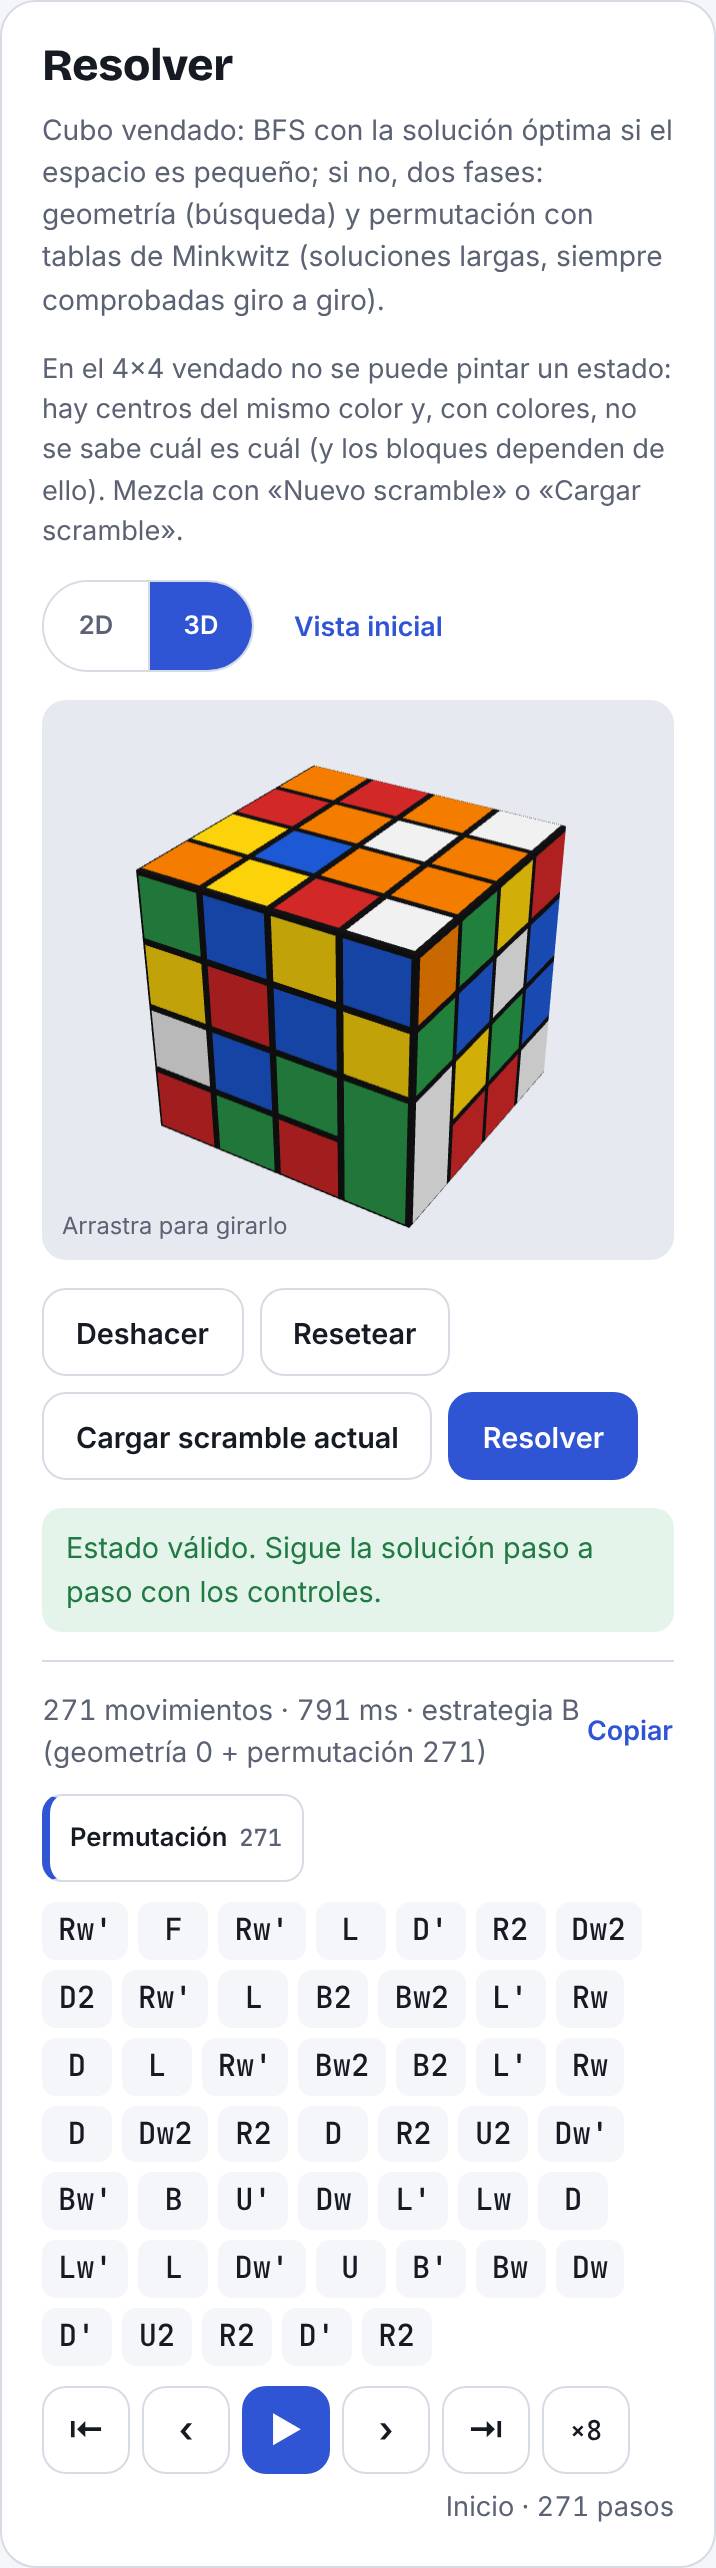 Resolver
Cubo vendado: BFS con la solución óptima si el
espacio es pequeño; si no, dos fases:
geometría (búsqueda) y permutación con
tablas de Minkwitz (soluciones largas, siempre
comprobadas giro a giro).
En el 4×4 vendado no se puede pintar un estado:
hay centros del mismo color y, con colores, no
se sabe cuál es cuál (y los bloques dependen de
ello). Mezcla con «Nuevo scramble» o «Cargar
scramble».
2D 3D Vista inicial
Arrastra para girarlo
Deshacer Resetear
Cargar scramble actual Resolver
Estado válido. Sigue la solución paso a
paso con los controles.
271 movimientos · 791 ms · estrategia B
(geometría 0 + permutación 271)
Copiar
Permutación 271
Rw' F Rw' L D' R2 Dw2
D2 Rw' L B2 Bw2 L' Rw
D L Rw' Bw2 B2 L' Rw
D Dw2 R2 D R2 U2 Dw'
Bw' B U' Dw L' Lw D
Lw' L Dw' U B' Bw Dw
D' U2 R2 D' R2
×8
Inicio · 271 pasos